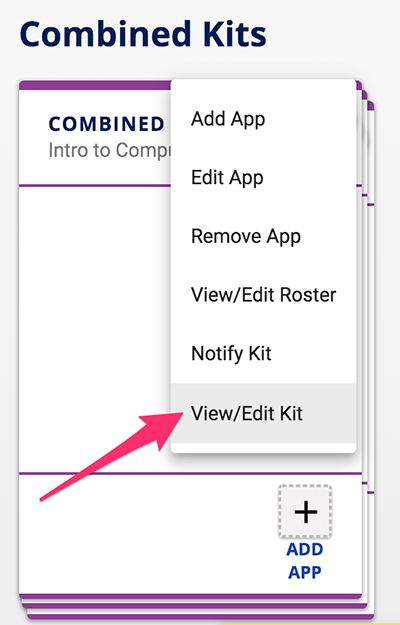 Combined Kits
COMBINED
Intro to Compu
Add App
Edit App
Remove App
View/Edit Roster
Notify Kit
View/Edit Kit
+
ADD
APP